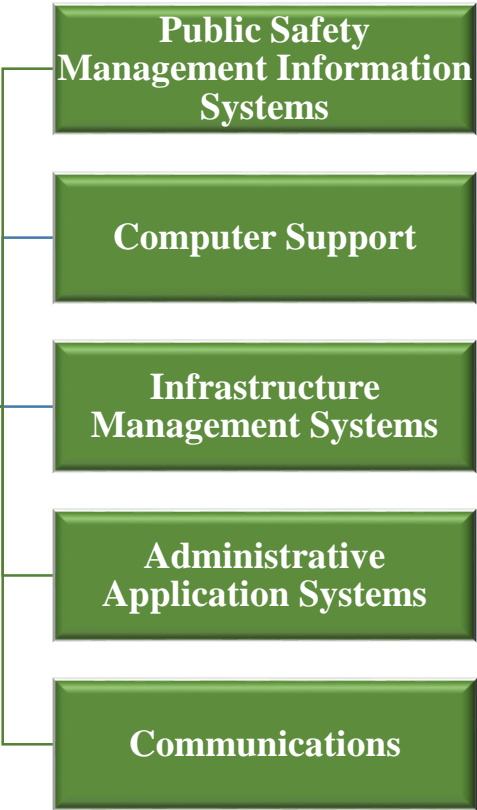 Public Safety
Management Information
Systems
Computer Support
Infrastructure
Management Systems
Administrative
Application Systems
Communications